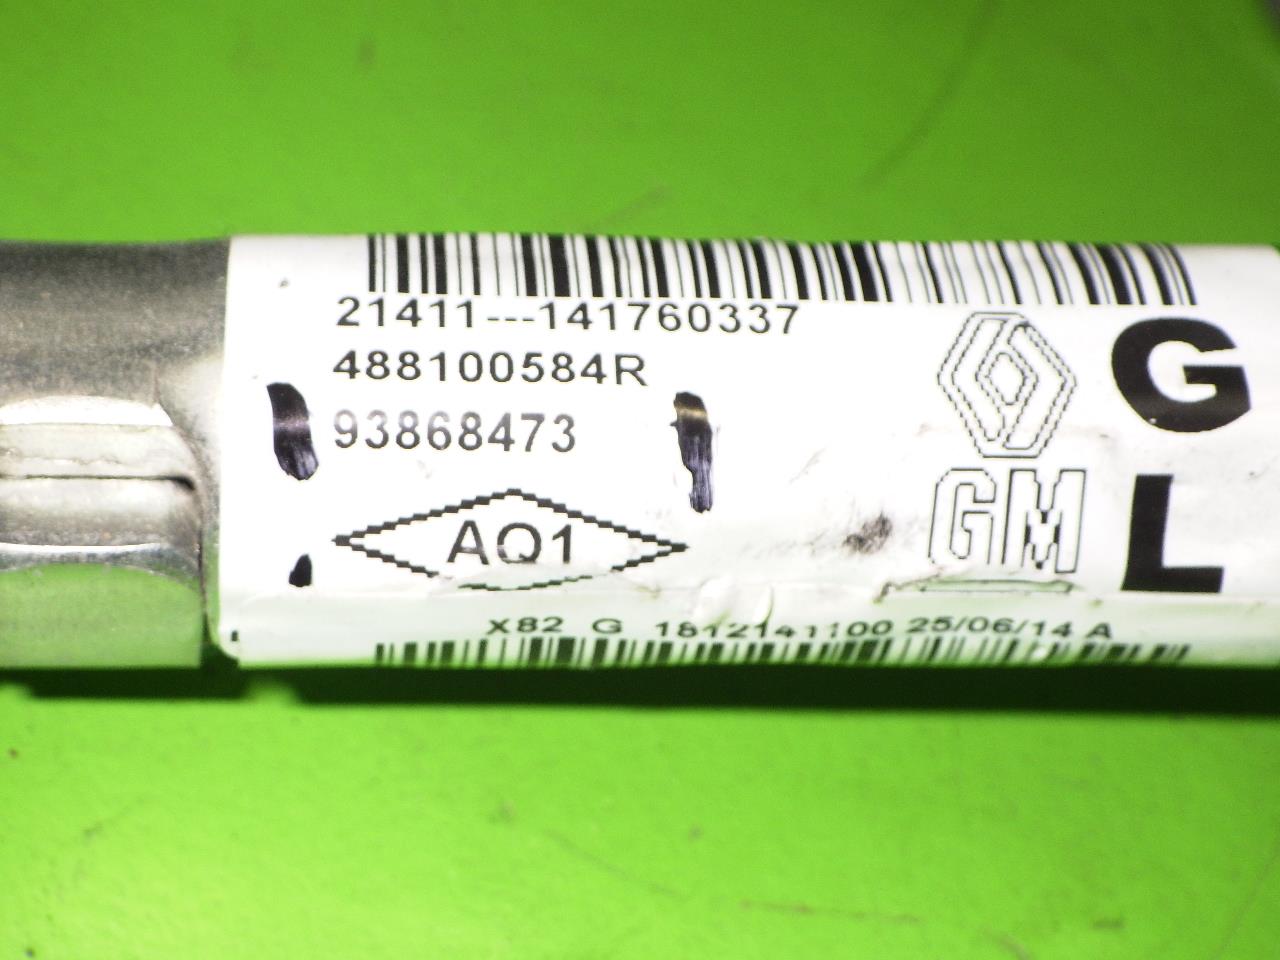 21411---141760337
488100584R
93868473
AQ1
GM
G
L
X82 G 1812141100 25/06/14 A